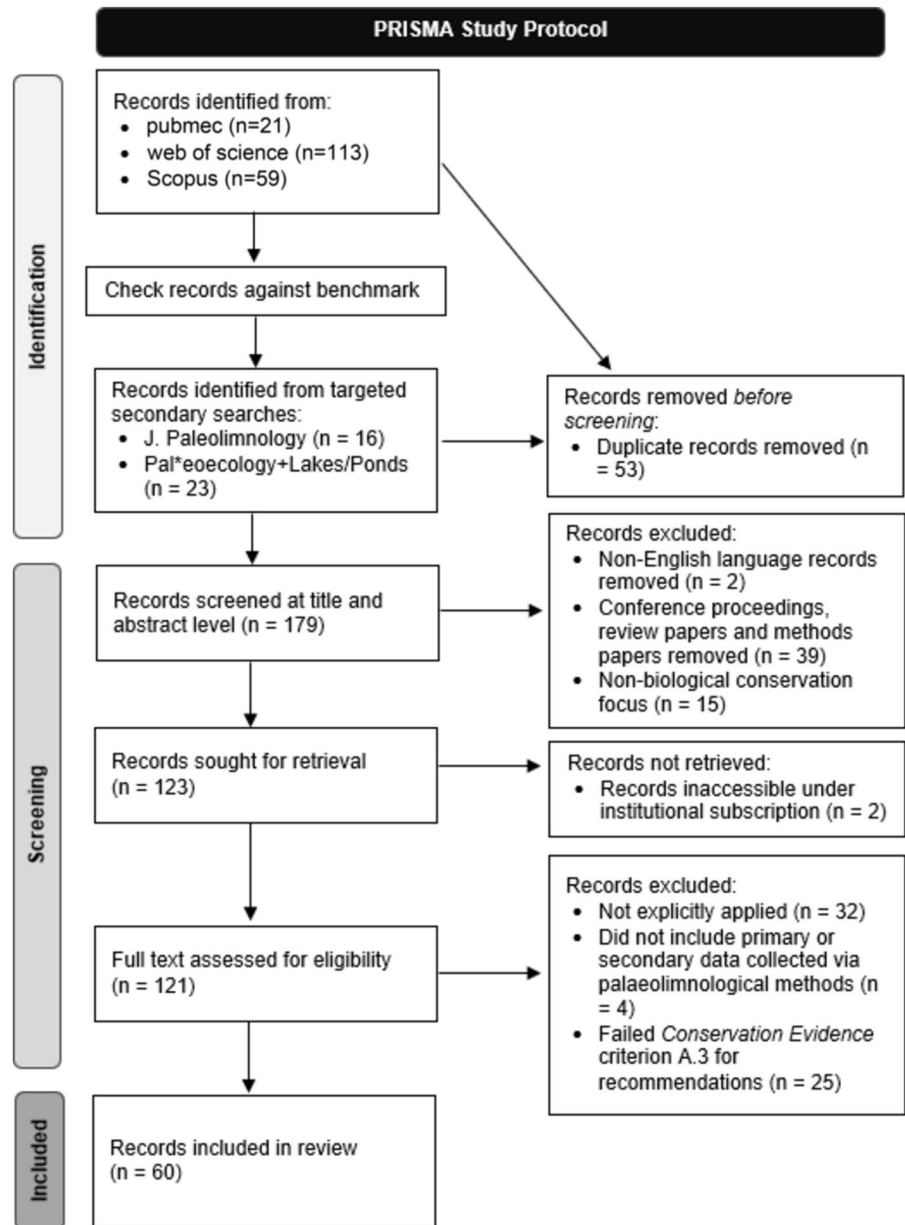 PRISMA Study Protocol
Identification
Records identified from:
• pubmec (n=21)
• web of science (n=113)
• Scopus (n=59)
Check records against benchmark
Records identified from targeted
secondary searches:
• J. Paleolimnology (n = 16)
• Pal*eoecology+Lakes/Ponds
(n = 23)
Records removed before
screening:
• Duplicate records removed (n
= 53)
Screening
Records screened at title and
abstract level (n = 179)
Records excluded:
• Non-English language records
removed (n = 2)
• Conference proceedings,
review papers and methods
papers removed (n = 39)
• Non-biological conservation
focus (n = 15)
Records sought for retrieval
(n = 123)
Records not retrieved:
• Records inaccessible under
institutional subscription (n = 2)
Full text assessed for eligibility
(n = 121)
Records excluded:
• Not explicitly applied (n = 32)
• Did not include primary or
secondary data collected via
palaeolimnological methods (n
= 4)
• Failed Conservation Evidence
criterion A.3 for
recommendations (n = 25)
Included
Records included in review
(n = 60)